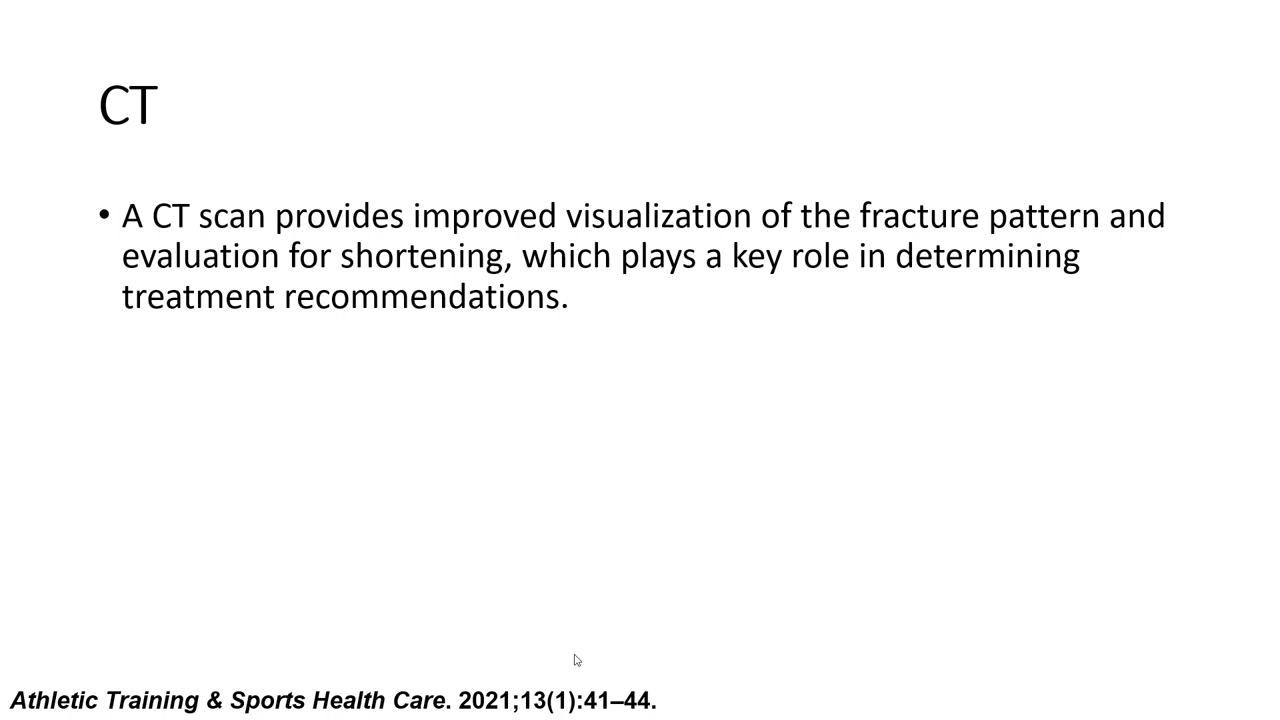 CT
• A CT scan provides improved visualization of the fracture pattern and
evaluation for shortening, which plays a key role in determining
treatment recommendations.
Athletic Training & Sports Health Care. 2021;13(1):41–44.